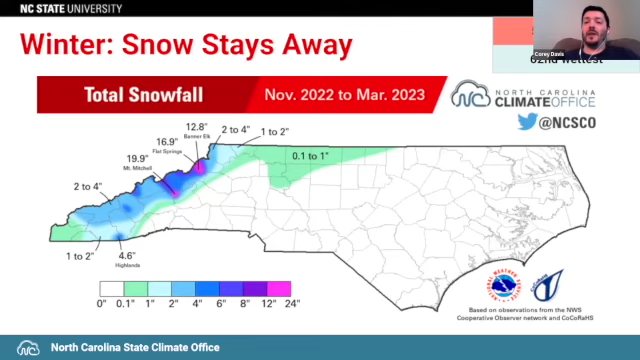 NC STATE UNIVERSITY
Winter: Snow Stays Away
Corey Davis
62nd wettest
Total Snowfall
Nov. 2022 to Mar. 2023
NORTH CAROLINA
CLIMATE OFFICE
@NCSCO
12.8"
Banner Elk
2 to 4"
1 to 2"
16.9"
Flat Springs
0.1 to 1"
19.9"
Mt. Mitchell
2 to 4"
1 to 2"
4.6"
Highlands
0" 0.1" 1" 2" 4" 6" 8" 12" 24"
NATIONAL WEATHER SERVICE
CoCoRaHS
Based on observations from the NWS
Cooperative Observer network and CoCoRaHS
North Carolina State Climate Office